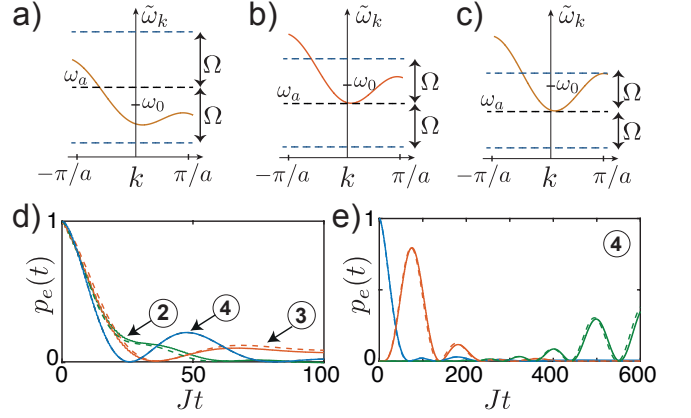 a) ω̃ₖ
Ω
ωₐ
ω₀
Ω
−π/a k π/a
b) ω̃ₖ
Ω
ω₀
ωₐ
Ω
−π/a k π/a
c) ω̃ₖ
Ω
ω₀
ωₐ
Ω
−π/a k π/a
d)
1
pₑ(t)
2 4 3
0
0 50 100
Jt
e)
1
4
pₑ(t)
0
0 200 400 600
Jt